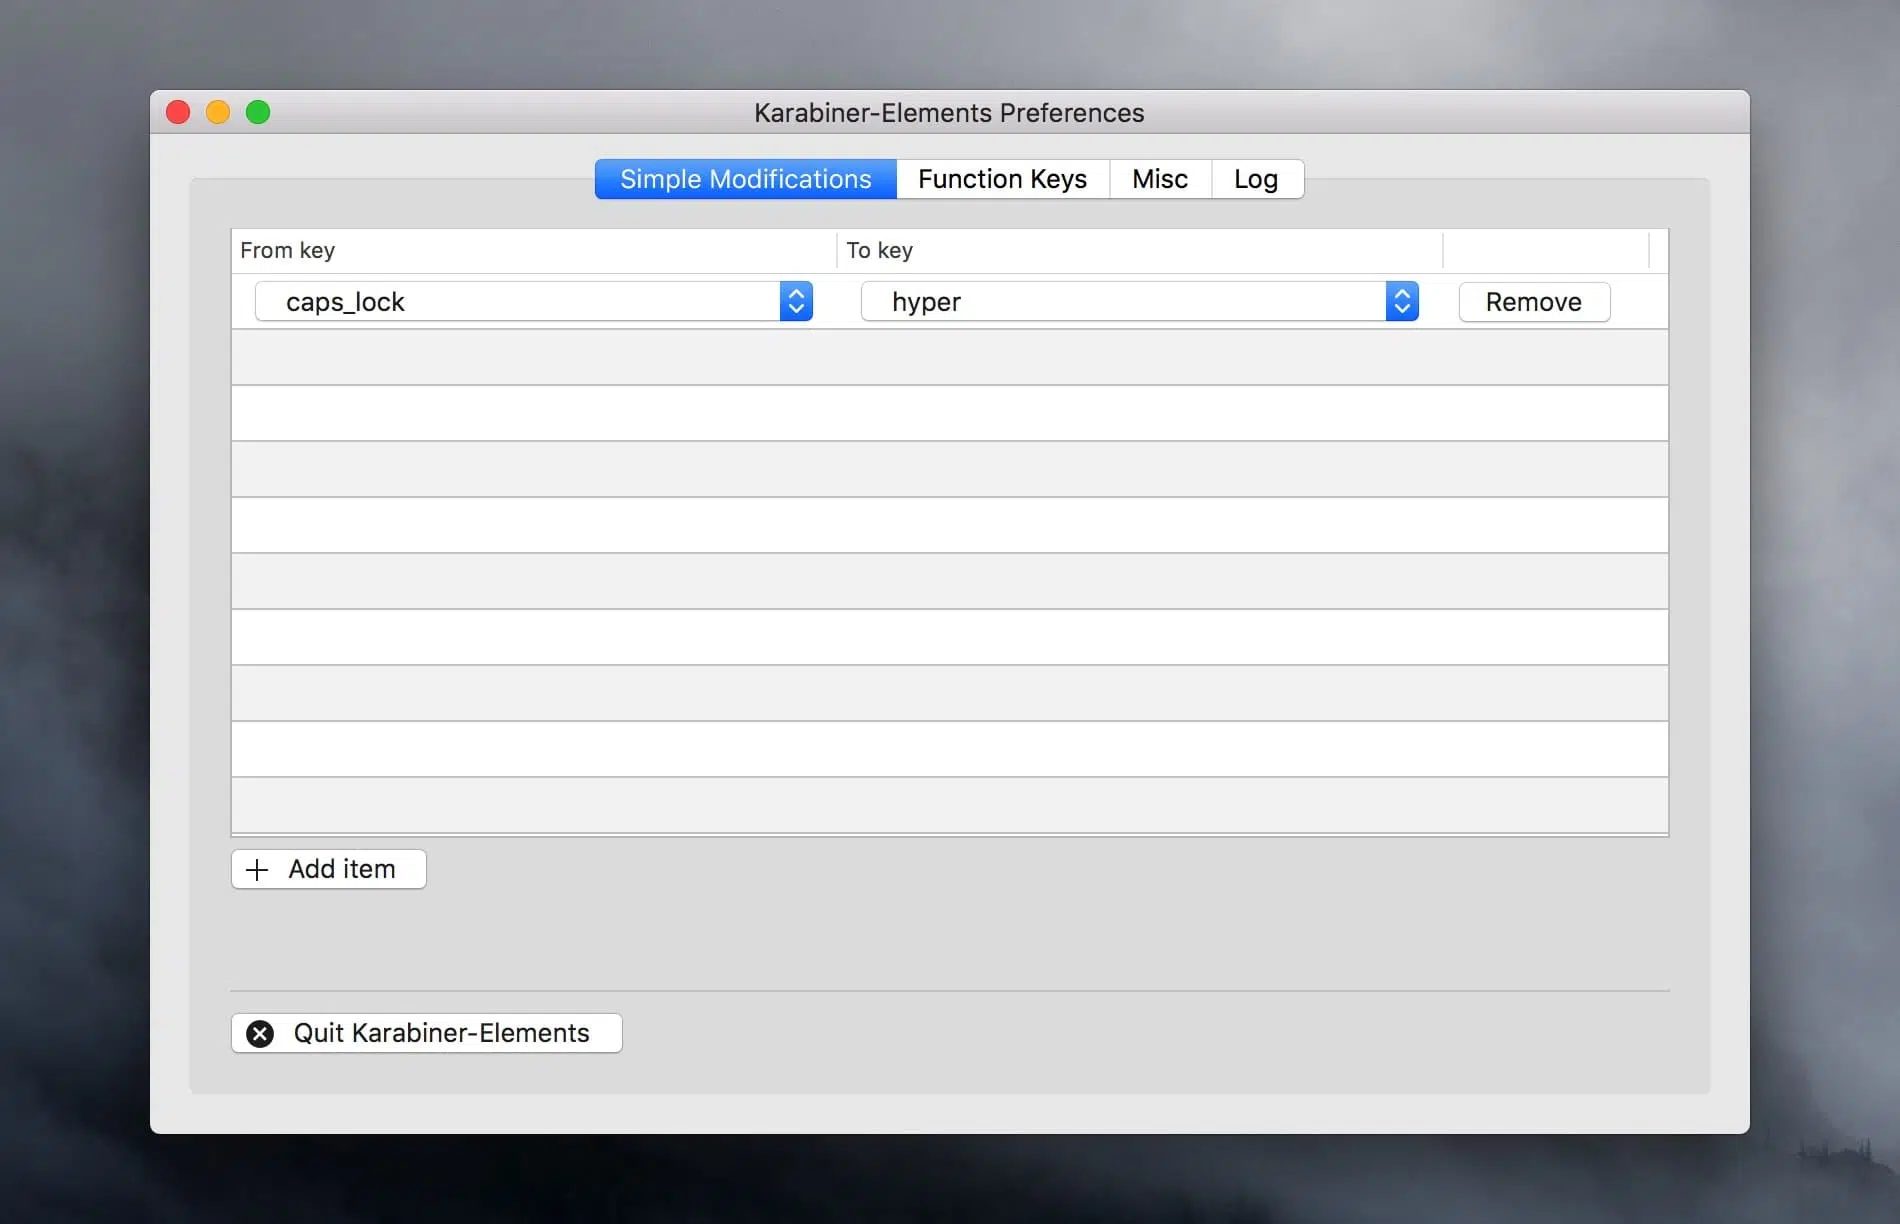 Karabiner-Elements Preferences
Simple Modifications Function Keys Misc Log
From key To key
caps_lock hyper Remove
Add item
Quit Karabiner-Elements